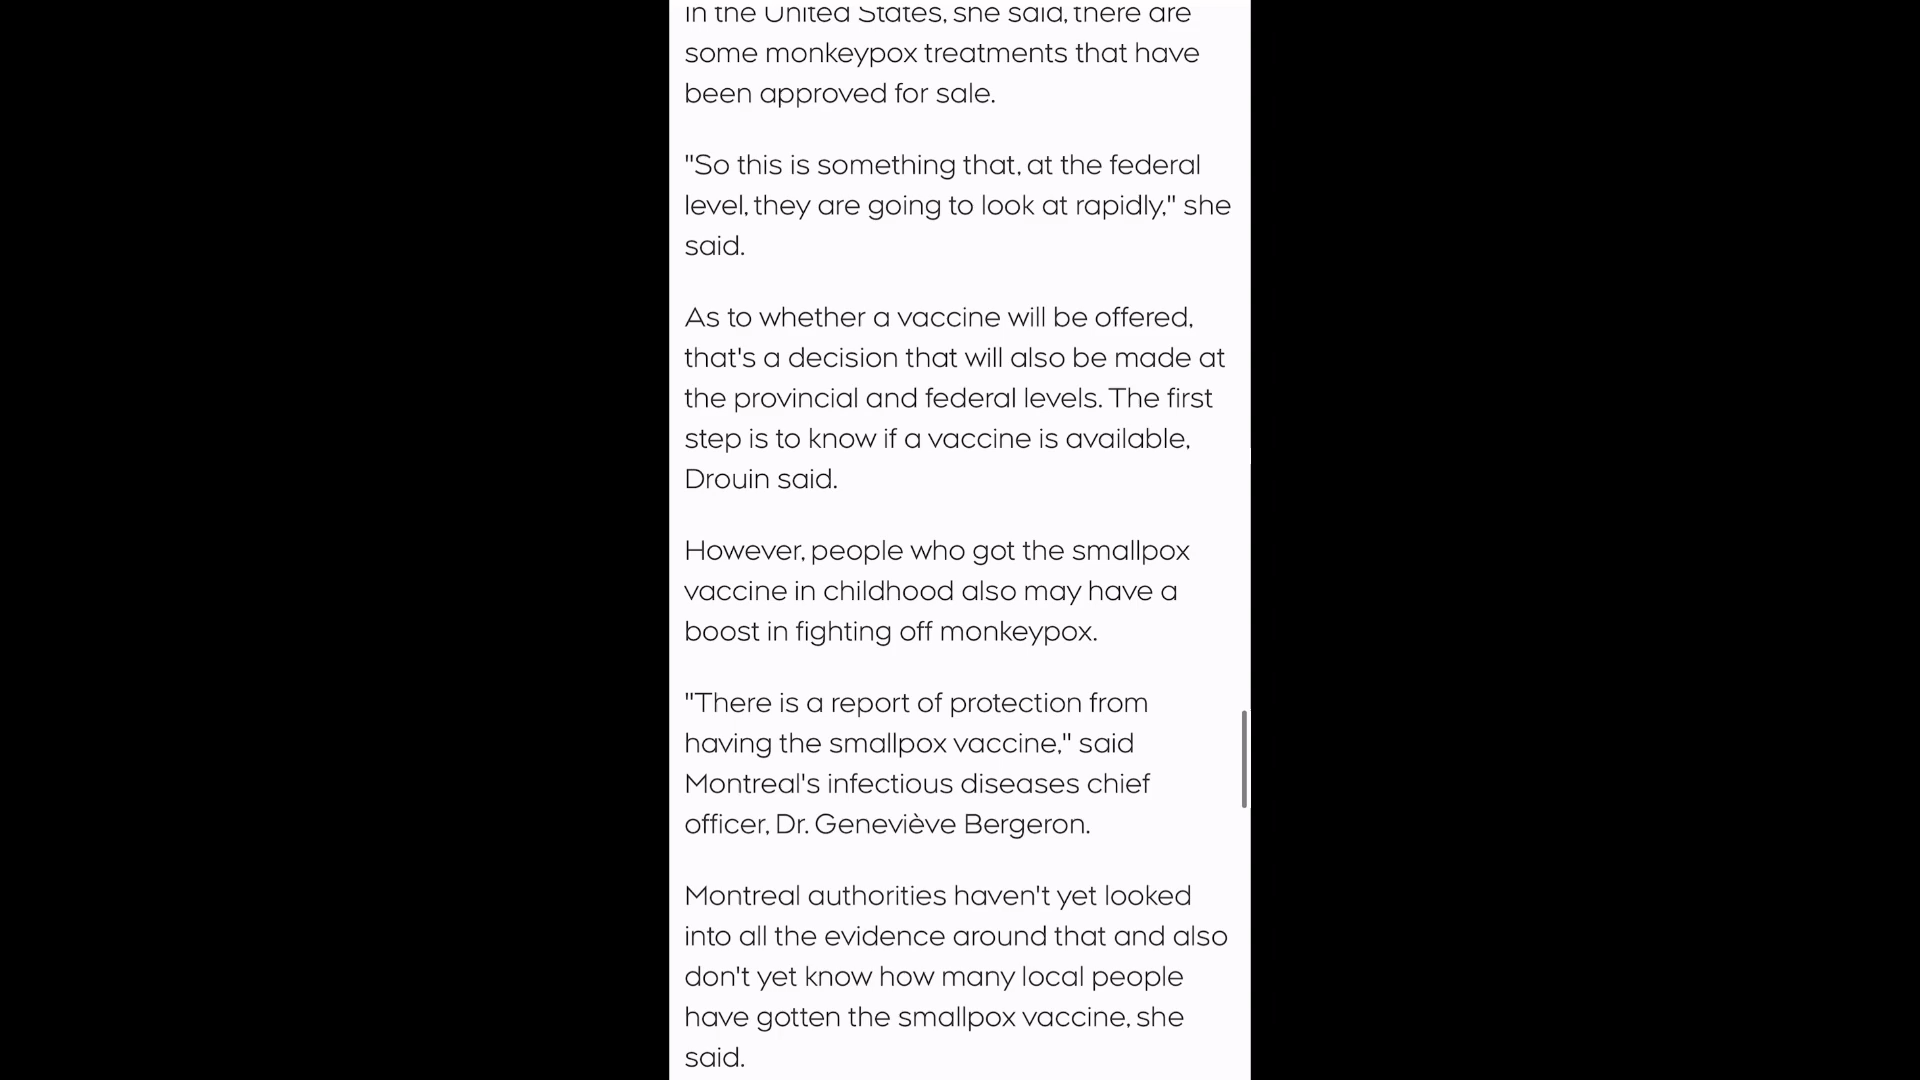 In the United States, she said, there are
some monkeypox treatments that have
been approved for sale.
"So this is something that, at the federal
level, they are going to look at rapidly," she
said.
As to whether a vaccine will be offered,
that's a decision that will also be made at
the provincial and federal levels. The first
step is to know if a vaccine is available,
Drouin said.
However, people who got the smallpox
vaccine in childhood also may have a
boost in fighting off monkeypox.
"There is a report of protection from
having the smallpox vaccine," said
Montreal's infectious diseases chief
officer, Dr. Geneviève Bergeron.
Montreal authorities haven't yet looked
into all the evidence around that and also
don't yet know how many local people
have gotten the smallpox vaccine, she
said.